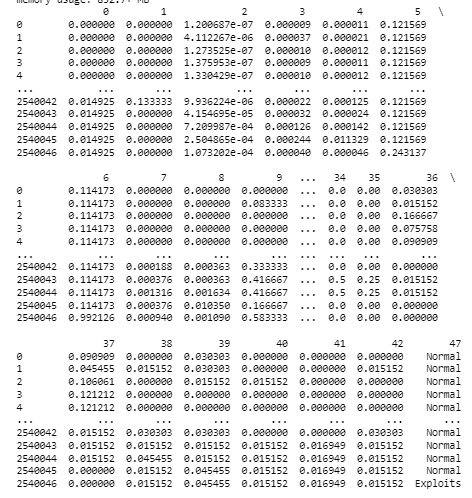 memory usage: 892.7+ MB
0 1 2 3 4 5 \
0 0.000000 0.000000 1.200687e-07 0.000009 0.000011 0.121569
1 0.000000 0.000000 4.112267e-06 0.000037 0.000021 0.121569
2 0.000000 0.000000 1.273525e-07 0.000010 0.000012 0.121569
3 0.000000 0.000000 1.375953e-07 0.000009 0.000011 0.121569
4 0.000000 0.000000 1.330429e-07 0.000010 0.000012 0.121569
... ... ... ... ... ... ...
2540042 0.014925 0.133333 9.936224e-06 0.000022 0.000125 0.121569
2540043 0.014925 0.000000 4.154695e-05 0.000032 0.000024 0.121569
2540044 0.014925 0.000000 7.209987e-04 0.000126 0.000142 0.121569
2540045 0.014925 0.000000 2.504865e-04 0.000244 0.011329 0.121569
2540046 0.014925 0.000000 1.073202e-04 0.000040 0.000046 0.243137
6 7 8 9 ... 34 35 36 \
0 0.114173 0.000000 0.000000 0.000000 ... 0.0 0.00 0.030303
1 0.114173 0.000000 0.000000 0.083333 ... 0.0 0.00 0.015152
2 0.114173 0.000000 0.000000 0.000000 ... 0.0 0.00 0.166667
3 0.114173 0.000000 0.000000 0.000000 ... 0.0 0.00 0.075758
4 0.114173 0.000000 0.000000 0.000000 ... 0.0 0.00 0.090909
... ... ... ... ... ... ... ... ...
2540042 0.114173 0.000188 0.000363 0.333333 ... 0.0 0.00 0.000000
2540043 0.114173 0.000376 0.000363 0.416667 ... 0.5 0.25 0.015152
2540044 0.114173 0.001316 0.001634 0.416667 ... 0.5 0.25 0.015152
2540045 0.114173 0.000376 0.010350 0.166667 ... 0.0 0.00 0.000000
2540046 0.992126 0.000940 0.001090 0.583333 ... 0.0 0.00 0.000000
37 38 39 40 41 42 47
0 0.090909 0.000000 0.030303 0.000000 0.000000 0.000000 Normal
1 0.045455 0.015152 0.030303 0.000000 0.000000 0.015152 Normal
2 0.106061 0.000000 0.015152 0.015152 0.000000 0.000000 Normal
3 0.121212 0.000000 0.000000 0.000000 0.000000 0.000000 Normal
4 0.121212 0.000000 0.000000 0.000000 0.000000 0.000000 Normal
... ... ... ... ... ... ... ...
2540042 0.015152 0.030303 0.030303 0.000000 0.000000 0.030303 Normal
2540043 0.015152 0.015152 0.015152 0.015152 0.016949 0.015152 Normal
2540044 0.015152 0.045455 0.015152 0.015152 0.016949 0.015152 Normal
2540045 0.000000 0.015152 0.045455 0.015152 0.016949 0.015152 Normal
2540046 0.000000 0.015152 0.045455 0.015152 0.016949 0.015152 Exploits